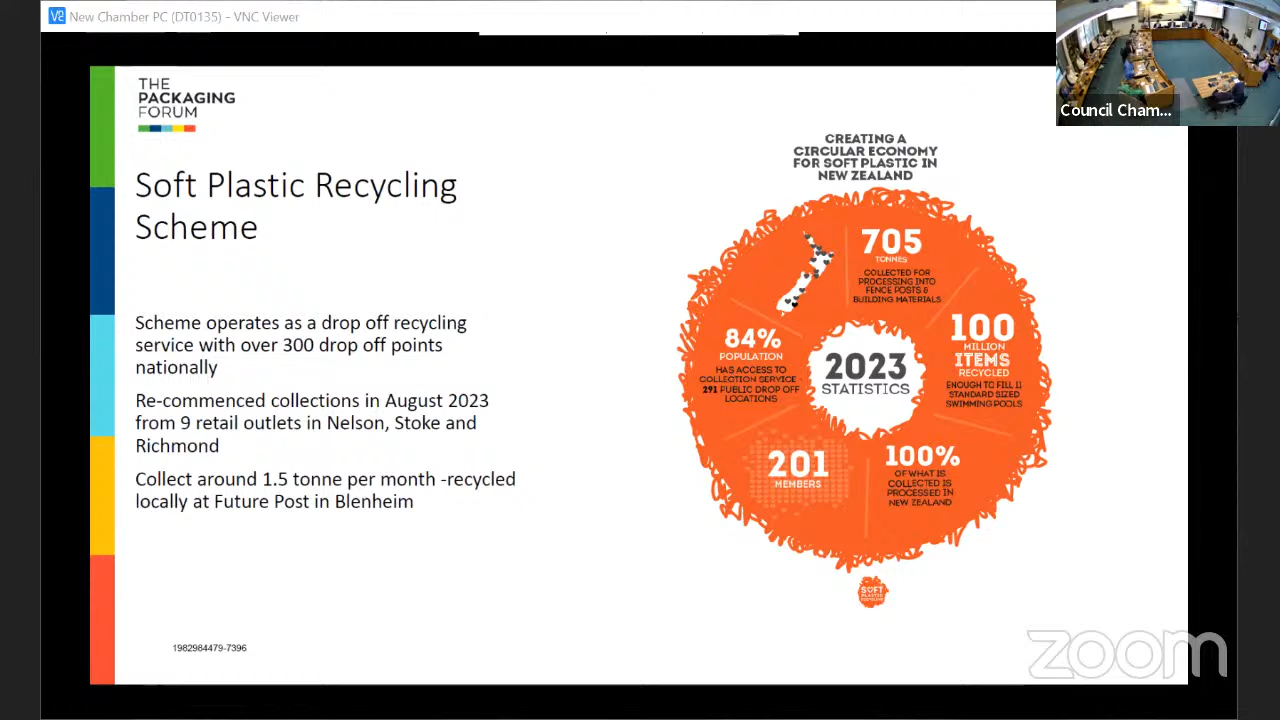 New Chamber PC (DT0135) – VNC Viewer
Council Cham...
THE
PACKAGING
FORUM
Soft Plastic Recycling
Scheme
Scheme operates as a drop off recycling
service with over 300 drop off points
nationally
Re-commenced collections in August 2023
from 9 retail outlets in Nelson, Stoke and
Richmond
Collect around 1.5 tonne per month -recycled
locally at Future Post in Blenheim
1982984479-7396
CREATING A
CIRCULAR ECONOMY
FOR SOFT PLASTIC IN
NEW ZEALAND
705
TONNES
COLLECTED FOR
PROCESSING INTO
FENCE POSTS &
BUILDING MATERIALS
100
MILLION
ITEMS
RECYCLED
ENOUGH TO FILL 11
STANDARD SIZED
SWIMMING POOLS
84%
POPULATION
HAS ACCESS TO
COLLECTION SERVICE -
291 PUBLIC DROP OFF
LOCATIONS
2023
STATISTICS
201
MEMBERS
100%
OF WHAT IS
COLLECTED IS
PROCESSED IN
NEW ZEALAND
SOFT
PLASTIC
RECYCLING
zoom